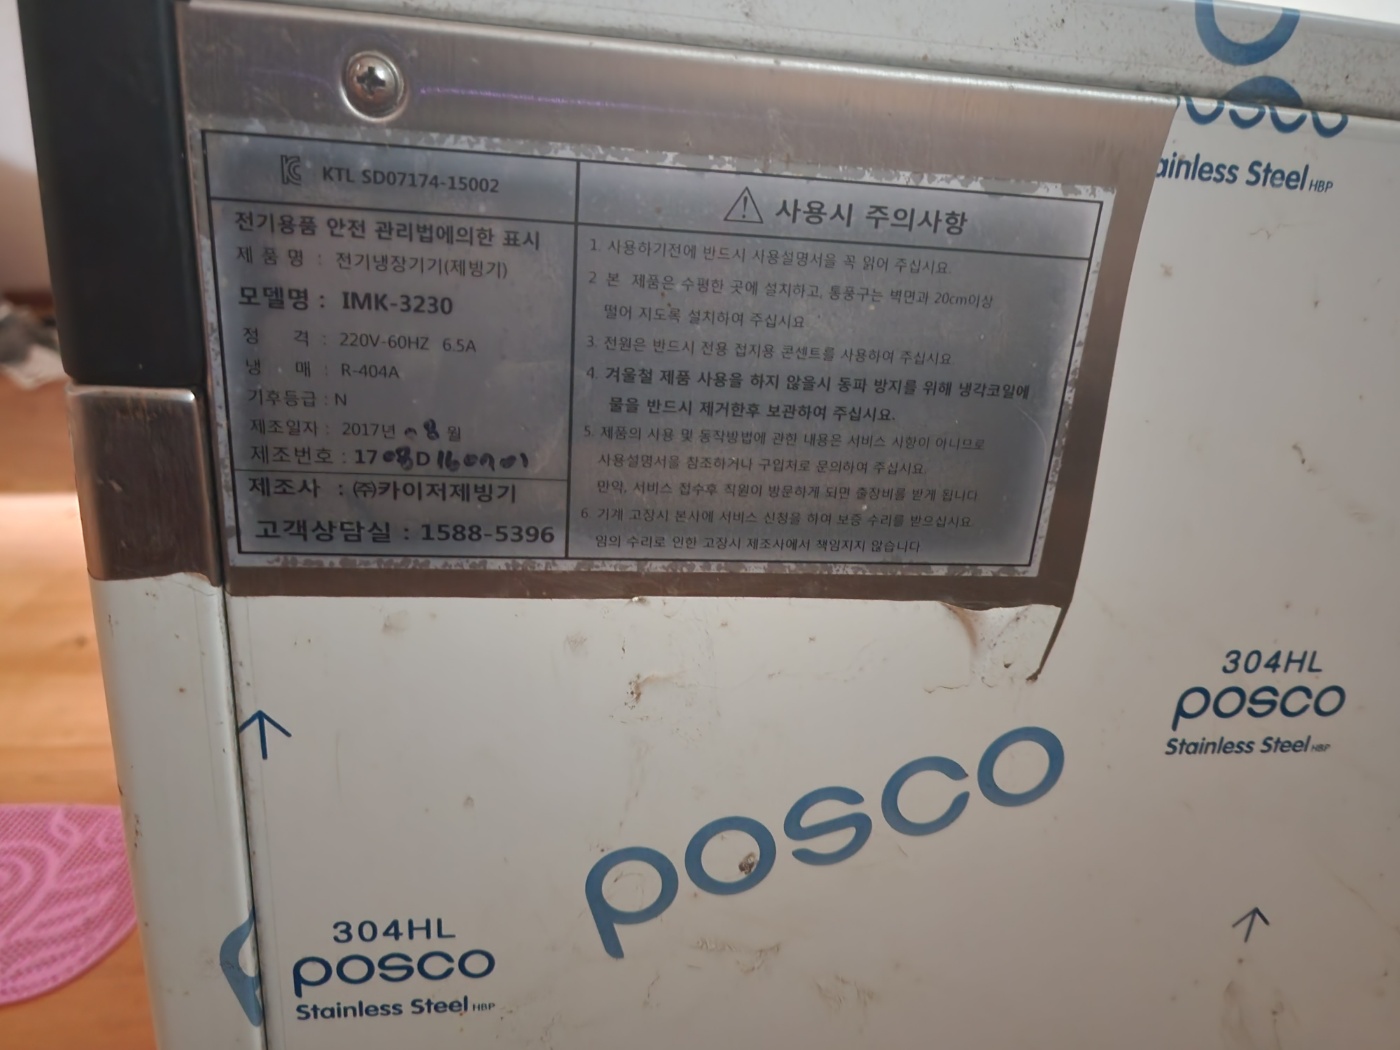 KTL SD07174-15002
전기용품 안전 관리법에의한 표시
제 품 명 : 전기냉장기기(제빙기)
모델명 : IMK-3230
정 격 : 220V-60HZ 6.5A
냉 매 : R-404A
기후등급 : N
제조일자 : 2017년 08 월
제조번호 : 17 08 D
제조사 : ㈜카이저제빙기
고객상담실 : 1588-5396
사용시 주의사항
1. 사용하기전에 반드시 사용설명서을 꼭 읽어 주십시요.
2 본 제품은 수평한 곳에 설치하고, 통풍구는 벽면과 20cm이상
떨어 지도록 설치하여 주십시요.
3. 전원은 반드시 전용 접지용 콘센트를 사용하여 주십시요
4. 겨울철 제품 사용을 하지 않을시 동파 방지를 위해 냉각코일에
물을 반드시 제거한후 보관하여 주십시요.
5. 제품의 사용 및 동작방법에 관한 내용은 서비스 사항이 아니므로
사용설명서을 참조하거나 구입처로 문의하여 주십시요.
만약, 서비스 접수후 직원이 방문하게 되면 출장비를 받게 됩니다
6. 기계 고장시 본사에 서비스 신청을 하여 보증 수리를 받으십시요.
임의 수리로 인한 고장시 제조사에서 책임지지 않습니다
posco
ainless Steel HBP
304HL
posco
Stainless Steel HBP
posco
304HL
posco
Stainless Steel HBP